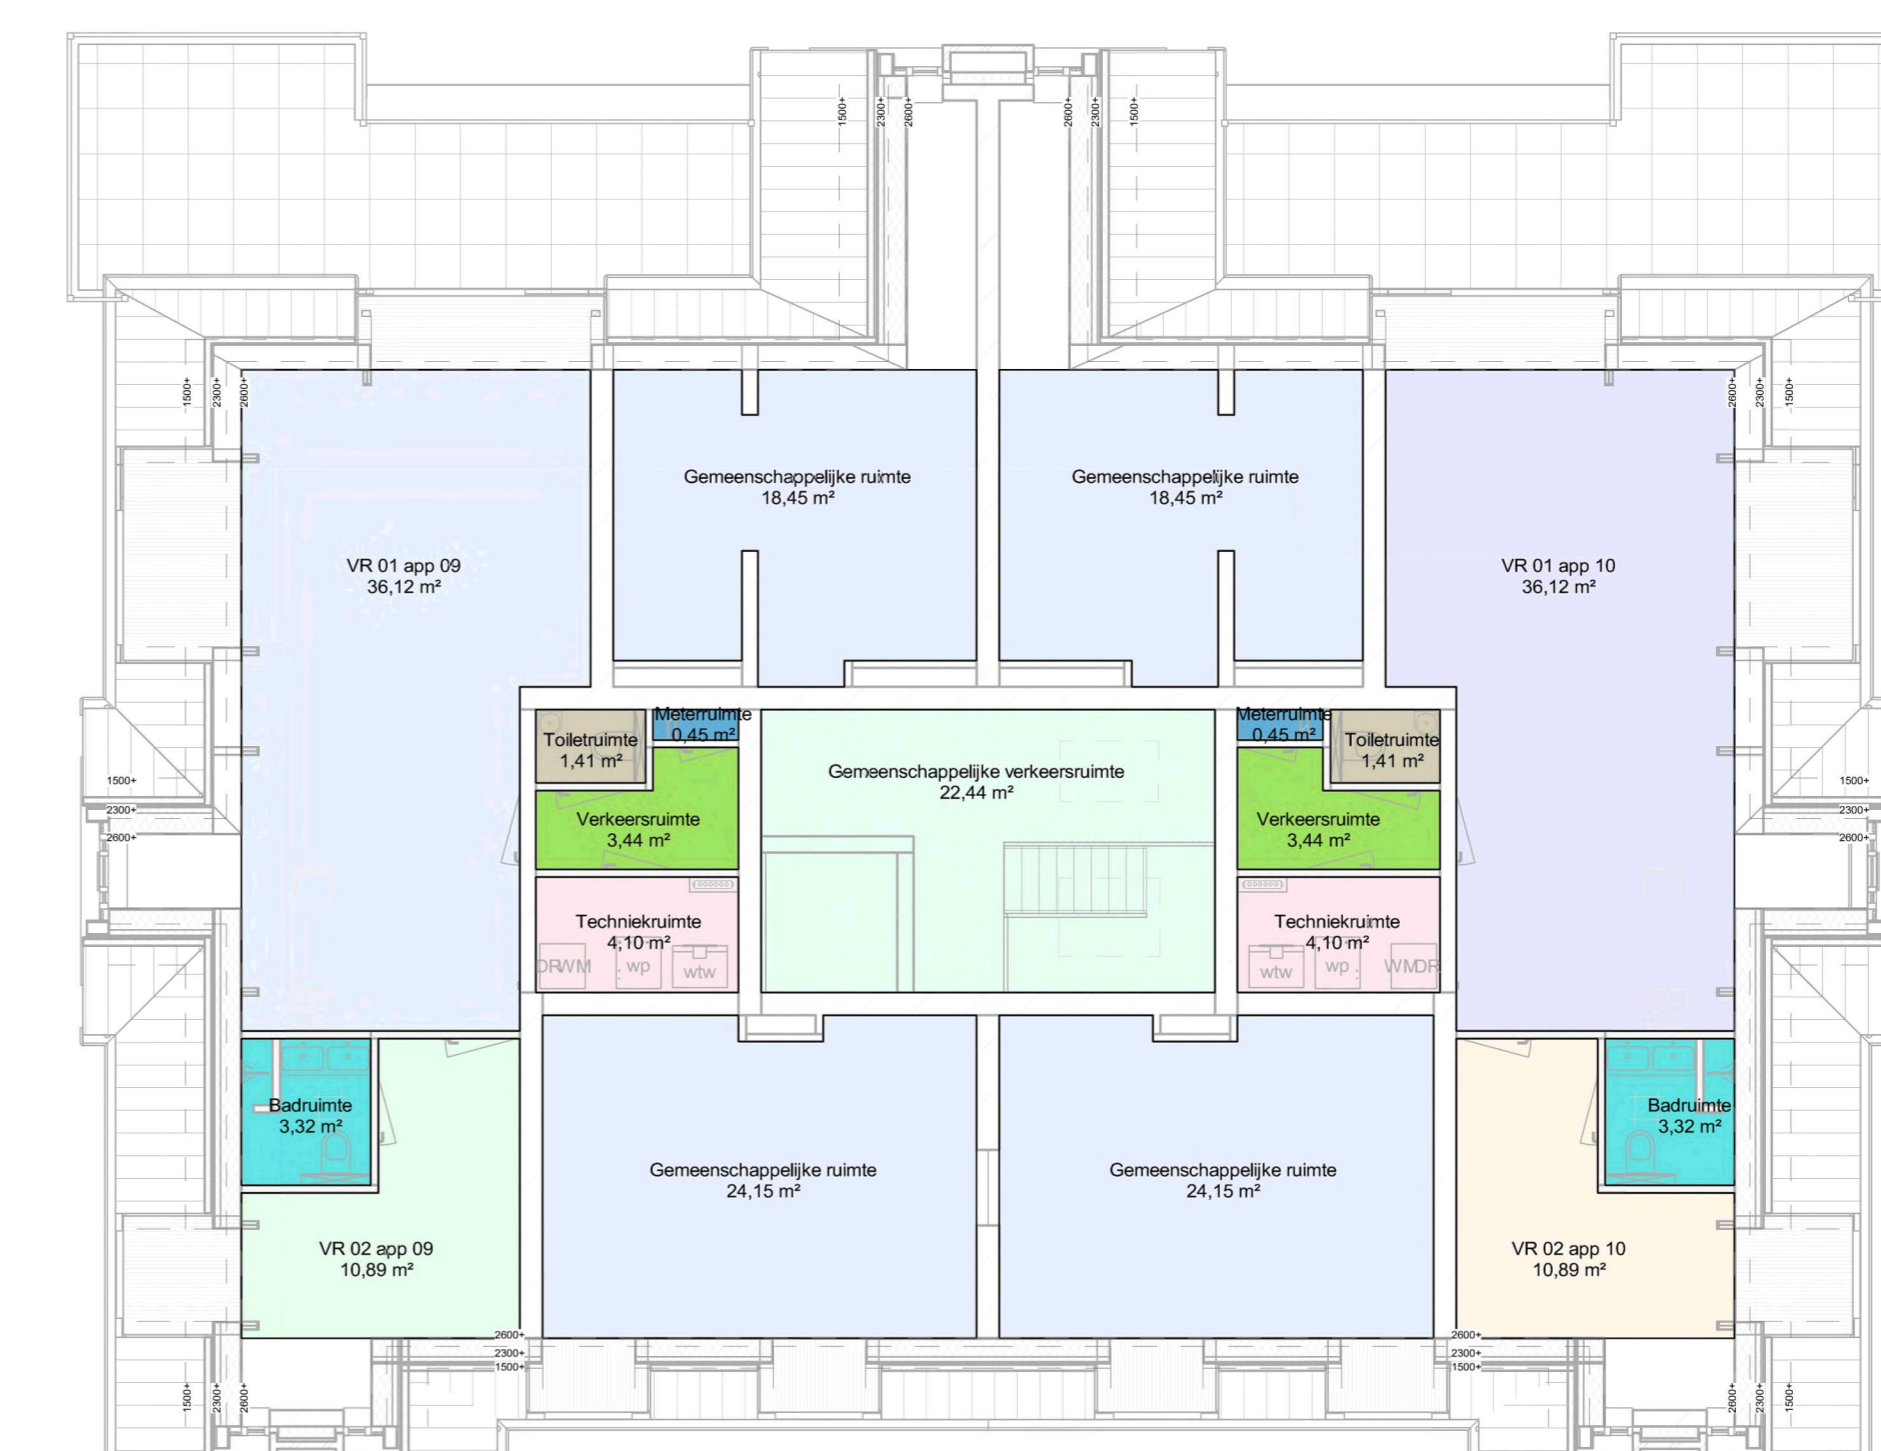 1500+
2300+
2600+
2600+
2300+
1500+
1500+
2300+
2600+
2600+
2300+
1500+
Gemeenschappelijke ruimte
18,45 m²
Gemeenschappelijke ruimte
18,45 m²
VR 01 app 09
36,12 m²
VR 01 app 10
36,12 m²
Meterruimte
0,45 m²
Toiletruimte
1,41 m²
Meterruimte
0,45 m²
Toiletruimte
1,41 m²
Gemeenschappelijke verkeersruimte
22,44 m²
1500+
2300+
2600+
1500+
2300+
2600+
Verkeersruimte
3,44 m²
Verkeersruimte
3,44 m²
Techniekruimte
4,10 m²
DR WM
wp
wtw
Techniekruimte
4,10 m²
wtw
wp
WM DR
Badruimte
3,32 m²
Badruimte
3,32 m²
Gemeenschappelijke ruimte
24,15 m²
Gemeenschappelijke ruimte
24,15 m²
VR 02 app 09
10,89 m²
VR 02 app 10
10,89 m²
2600+
2300+
1500+
2600+
2300+
1500+
1500+
2300+
2600+
2600+
2300+
1500+